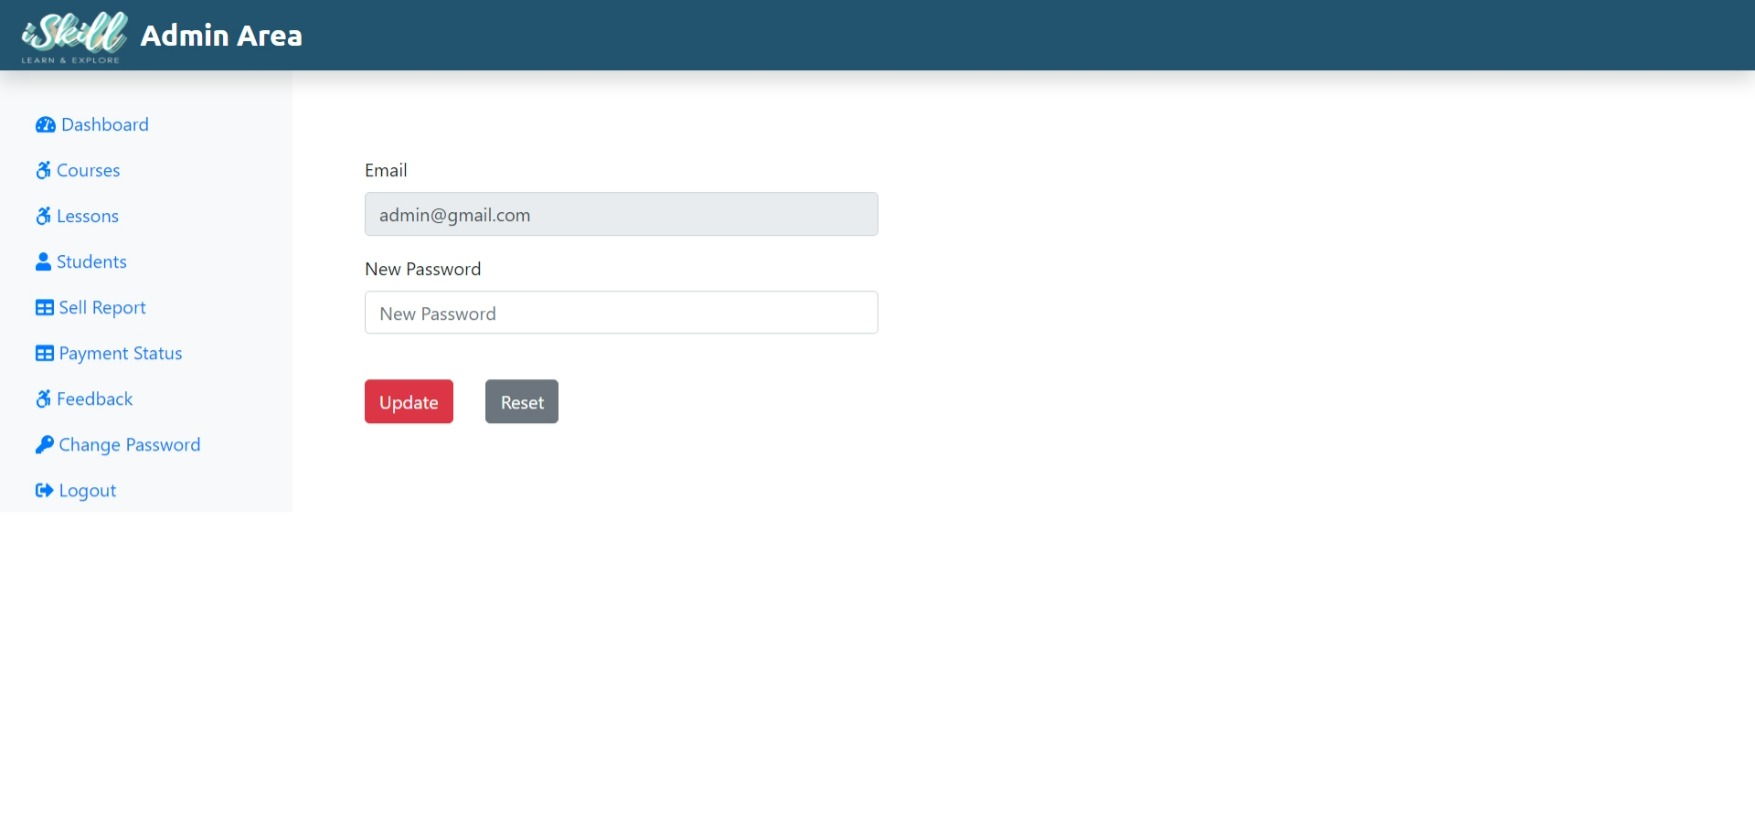 iSkill
LEARN & EXPLORE
Admin Area
Dashboard
Courses
Lessons
Students
Sell Report
Payment Status
Feedback
Change Password
Logout
Email
admin@gmail.com
New Password
New Password
Update Reset